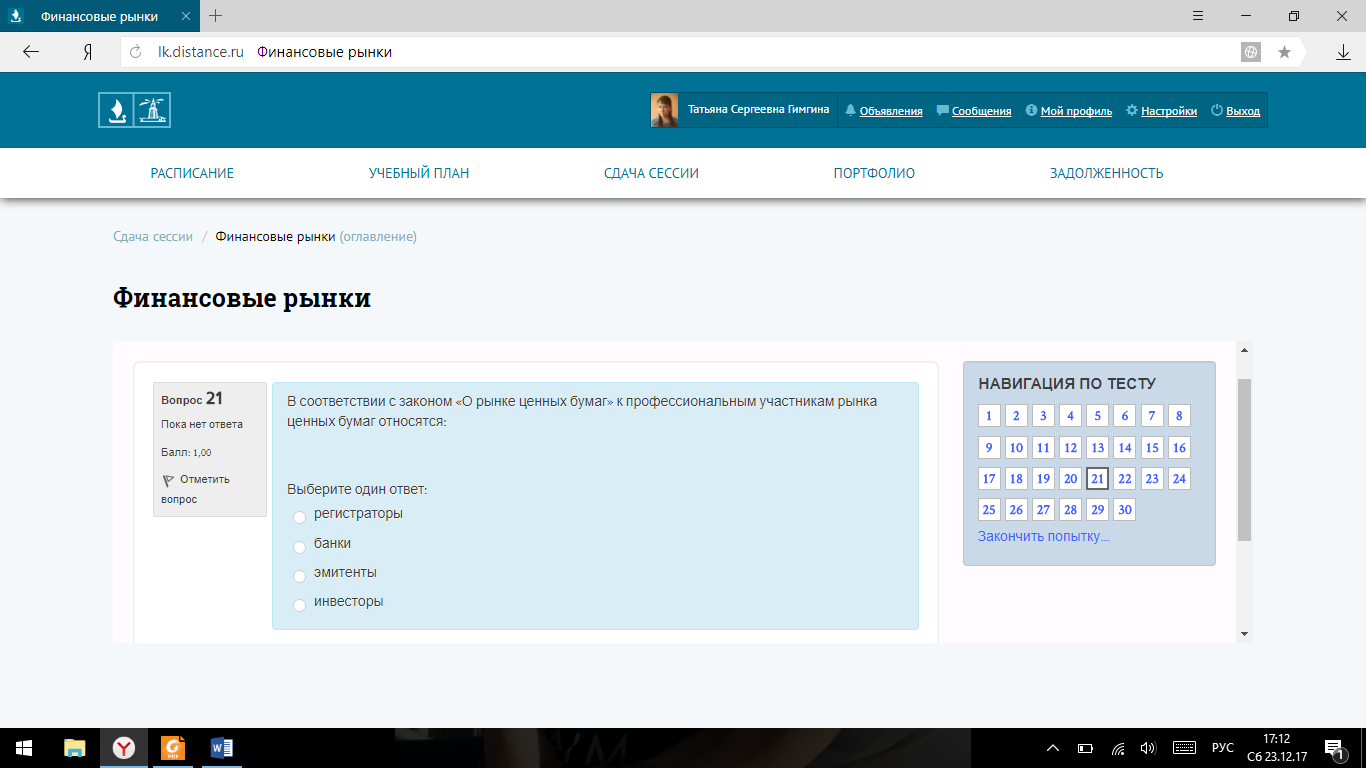 Финансовые рынки
Я
lk.distance.ru Финансовые рынки
Татьяна Сергеевна Гимгина Объявления Сообщения Мой профиль Настройки Выход
РАСПИСАНИЕ УЧЕБНЫЙ ПЛАН СДАЧА СЕССИИ ПОРТФОЛИО ЗАДОЛЖЕННОСТЬ
Сдача сессии / Финансовые рынки (оглавление)
Финансовые рынки
Вопрос 21
Пока нет ответа
Балл: 1,00
Отметить
вопрос
В соответствии с законом «О рынке ценных бумаг» к профессиональным участникам рынка
ценных бумаг относятся:
Выберите один ответ:
регистраторы
банки
эмитенты
инвесторы
НАВИГАЦИЯ ПО ТЕСТУ
1 2 3 4 5 6 7 8
9 10 11 12 13 14 15 16
17 18 19 20 21 22 23 24
25 26 27 28 29 30
Закончить попытку...
PDF
РУС
17:12
Сб 23.12.17
1